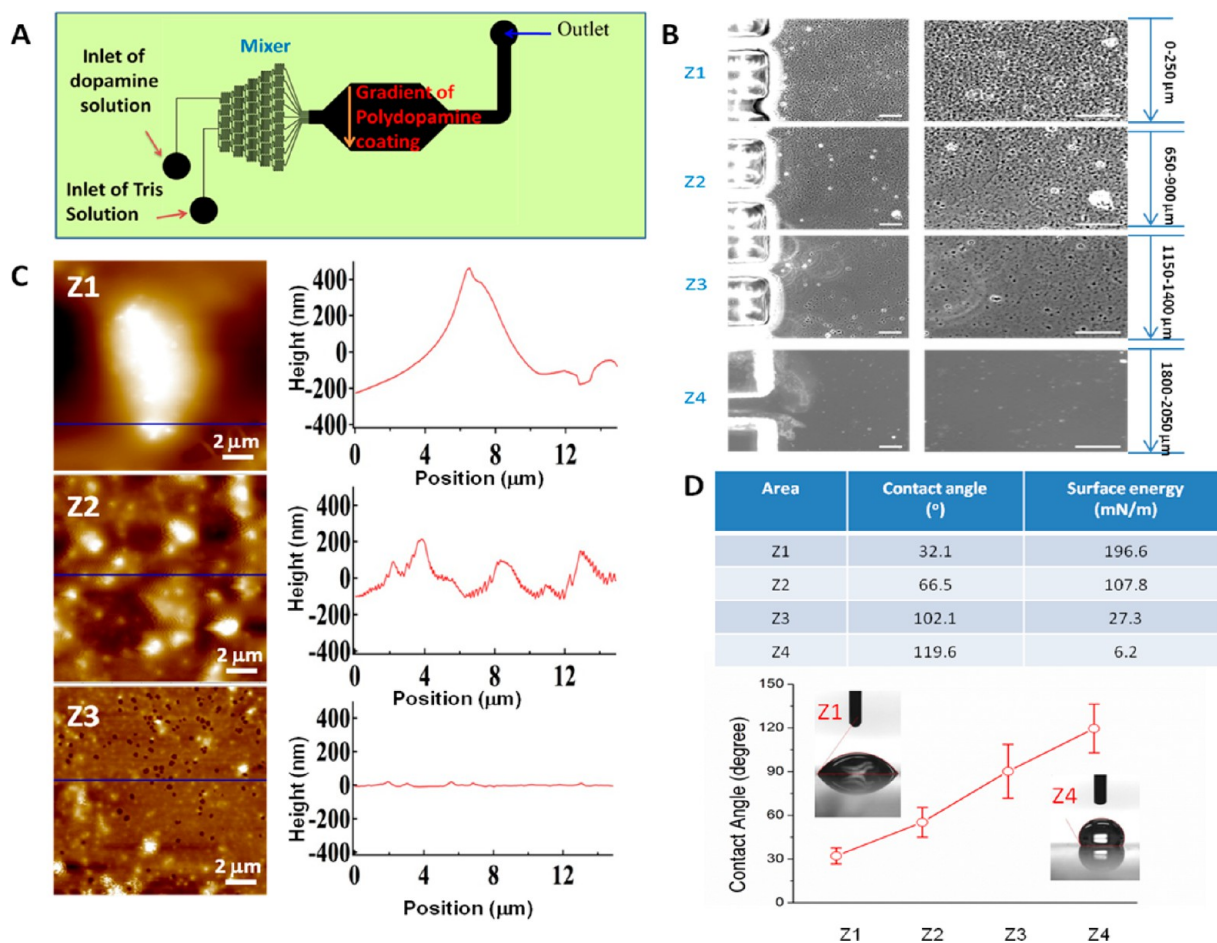 A
Inlet of
dopamine
solution
Inlet of Tris
Solution
Mixer
Gradient of
Polydopamine
coating
Outlet
B
Z1
Z2
Z3
Z4
0-250 μm
650-900 μm
1150-1400 μm
1800-2050 μm
C
Z1
2 μm
Height (nm)
400
200
0
-200
-400
0 4 8 12
Position (μm)
Z2
2 μm
Height (nm)
400
200
0
-200
-400
0 4 8 12
Position (μm)
Z3
2 μm
Height (nm)
400
200
0
-200
-400
0 4 8 12
Position (μm)
D
Area Contact angle (°) Surface energy (mN/m)
Z1 32.1 196.6
Z2 66.5 107.8
Z3 102.1 27.3
Z4 119.6 6.2
Contact Angle (degree)
150
120
90
60
30
0
Z1
Z4
Z1 Z2 Z3 Z4